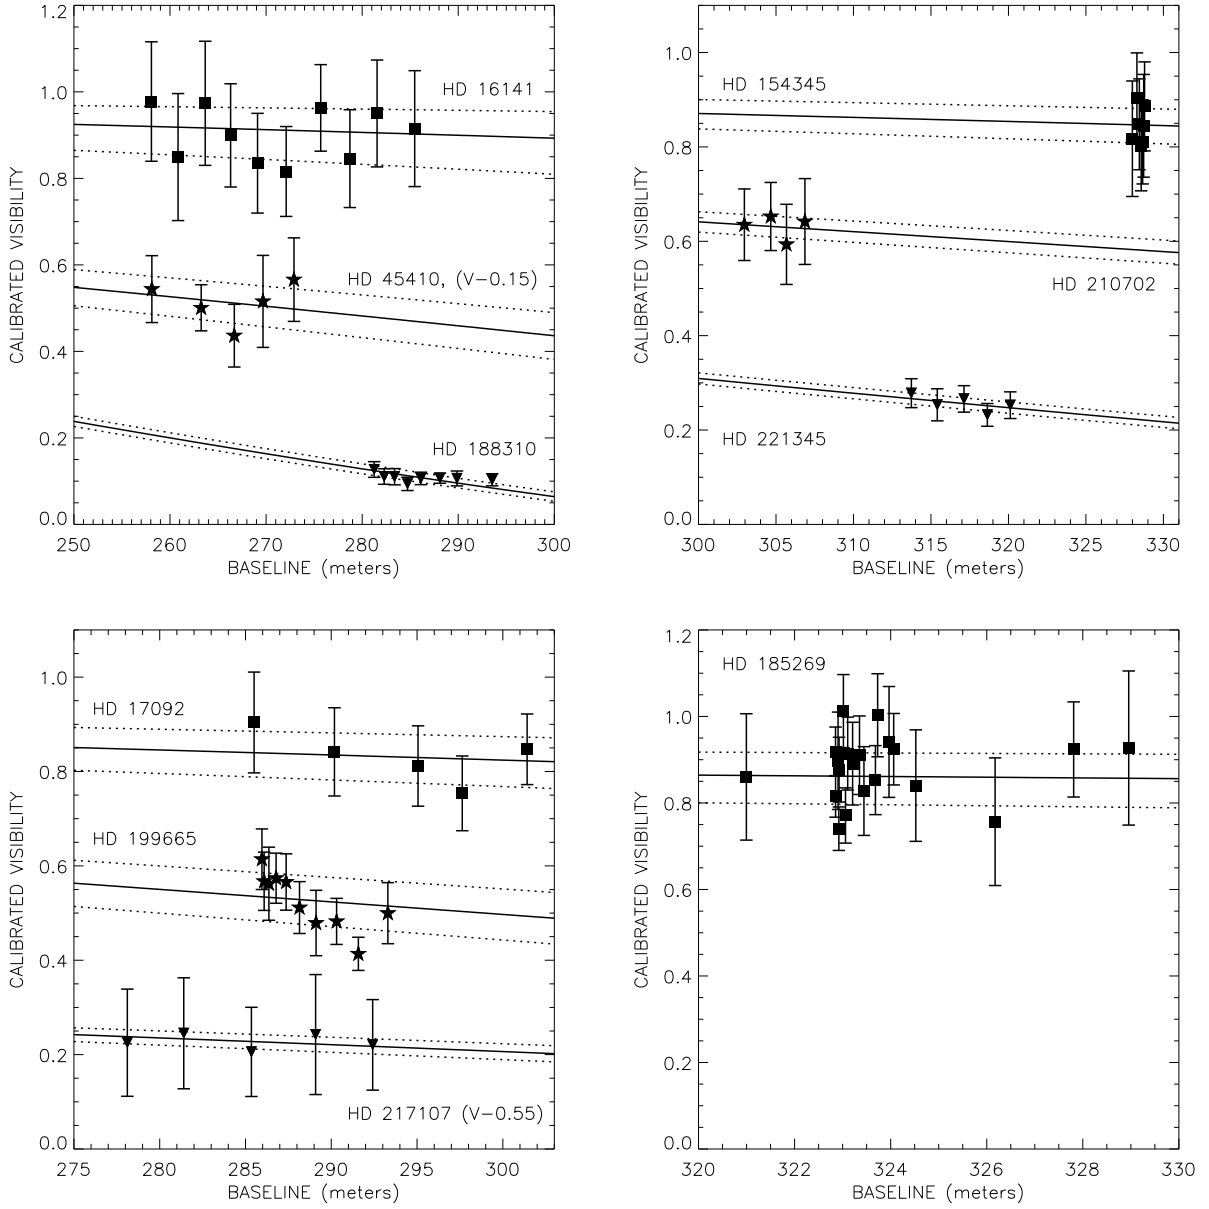 1.2
1.0
0.8
0.6
0.4
0.2
0.0
CALIBRATED VISIBILITY
HD 16141
HD 45410, (V−0.15)
HD 188310
250 260 270 280 290 300
BASELINE (meters)
1.0
0.8
0.6
0.4
0.2
0.0
CALIBRATED VISIBILITY
HD 154345
HD 210702
HD 221345
300 305 310 315 320 325 330
BASELINE (meters)
1.0
0.8
0.6
0.4
0.2
0.0
CALIBRATED VISIBILITY
HD 17092
HD 199665
HD 217107 (V−0.55)
275 280 285 290 295 300
BASELINE (meters)
1.2
1.0
0.8
0.6
0.4
0.2
0.0
CALIBRATED VISIBILITY
HD 185269
320 322 324 326 328 330
BASELINE (meters)